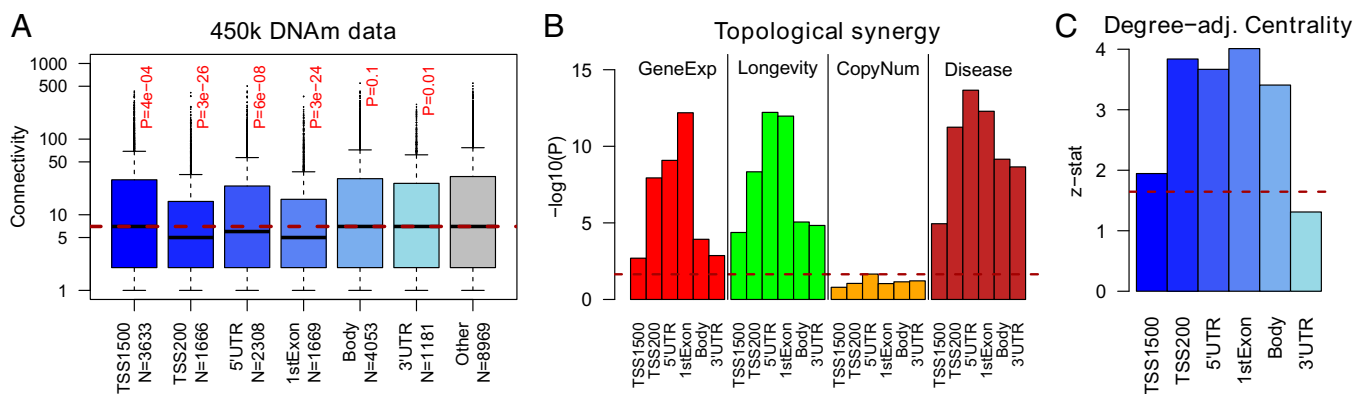 A
450k DNAm data
Connectivity
1000
500
100
50
10
5
1
P=4e−04
P=3e−26
P=6e−08
P=3e−24
P=0.1
P=0.01
TSS1500
N=3633
TSS200
N=1666
5'UTR
N=2308
1stExon
N=1669
Body
N=4053
3'UTR
N=1181
Other
N=8969
B
Topological synergy
−log10(P)
15
10
5
0
GeneExp
Longevity
CopyNum
Disease
TSS1500
TSS200
5'UTR
1stExon
Body
3'UTR
TSS1500
TSS200
5'UTR
1stExon
Body
3'UTR
TSS1500
TSS200
5'UTR
1stExon
Body
3'UTR
TSS1500
TSS200
5'UTR
1stExon
Body
3'UTR
C
Degree−adj. Centrality
z−stat
4
3
2
1
0
TSS1500
TSS200
5'UTR
1stExon
Body
3'UTR